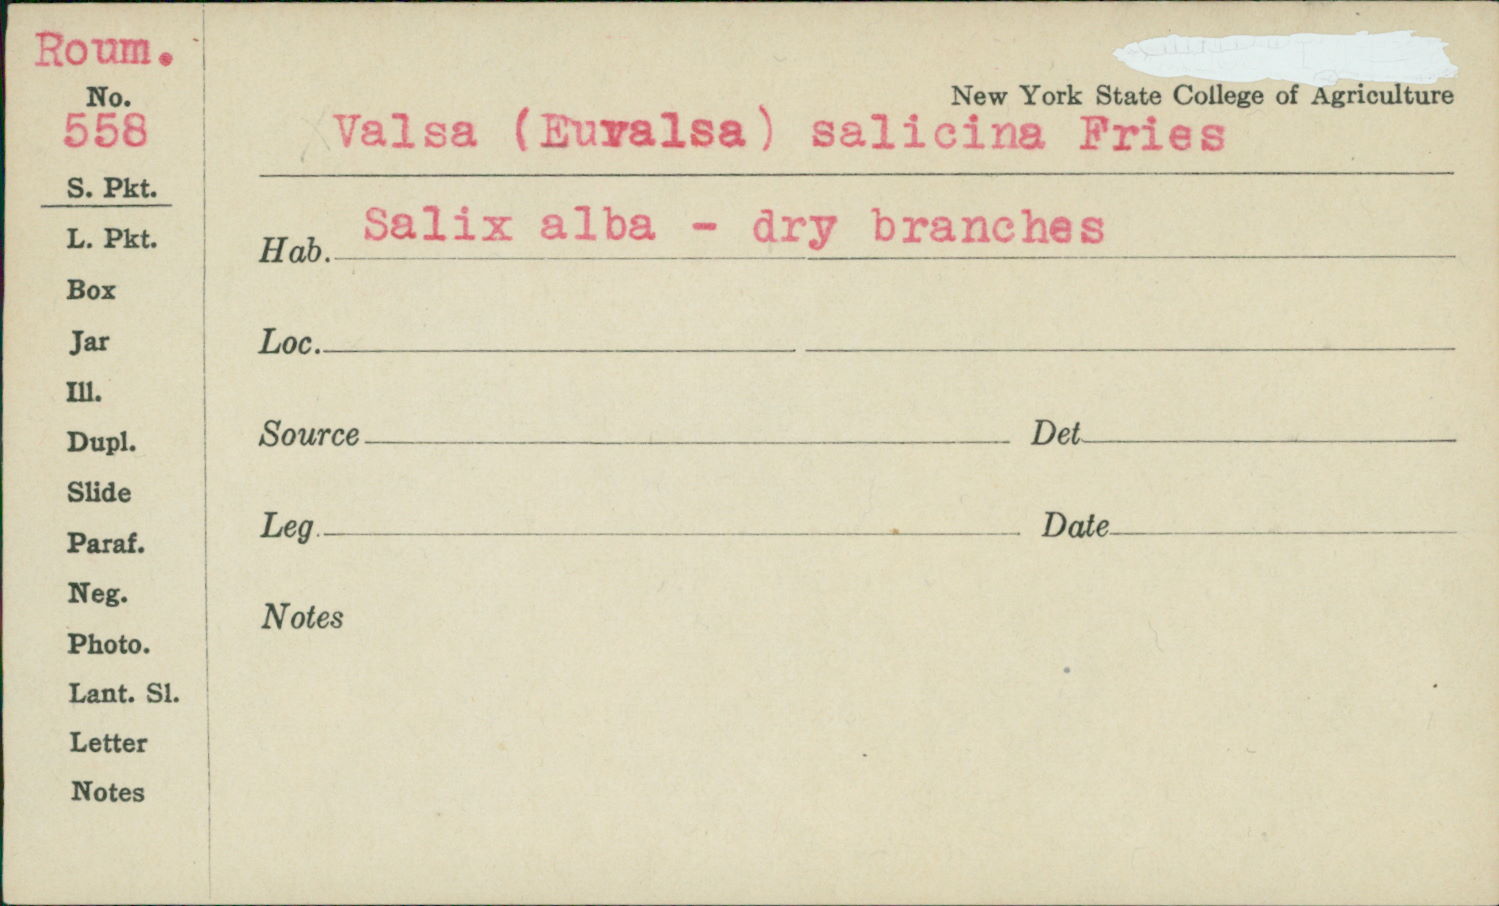 Roum.
No.
558
S. Pkt.
L. Pkt.
Box
Jar
Ill.
Dupl.
Slide
Paraf.
Neg.
Photo.
Lant. Sl.
Letter
Notes
New York State College of Agriculture
Valsa (Euvalsa) salicina Fries
Hab. Salix alba - dry branches
Loc.
Source Det
Leg. Date
Notes